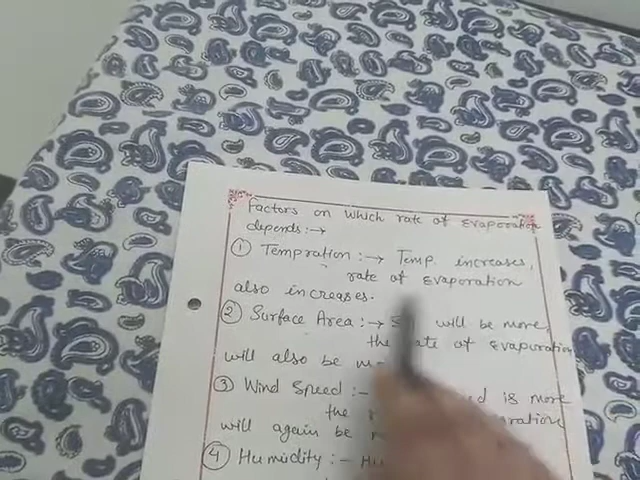 Factors on which rate of Evaporation
depends:→
① Tempration :→ Temp. increases,
rate of Evaporation
also increases.
② Surface Area :→ will be more,
the rate of Evaporation
will also be
③ Wind Speed :- is more
the
will again be
④ Humidity :-